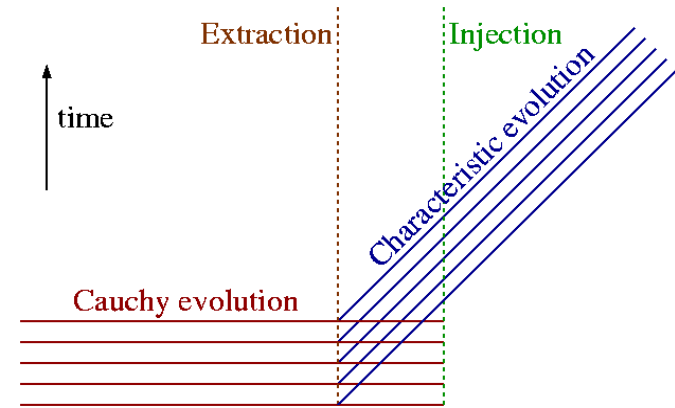 Extraction
Injection
time
Characteristic evolution
Cauchy evolution